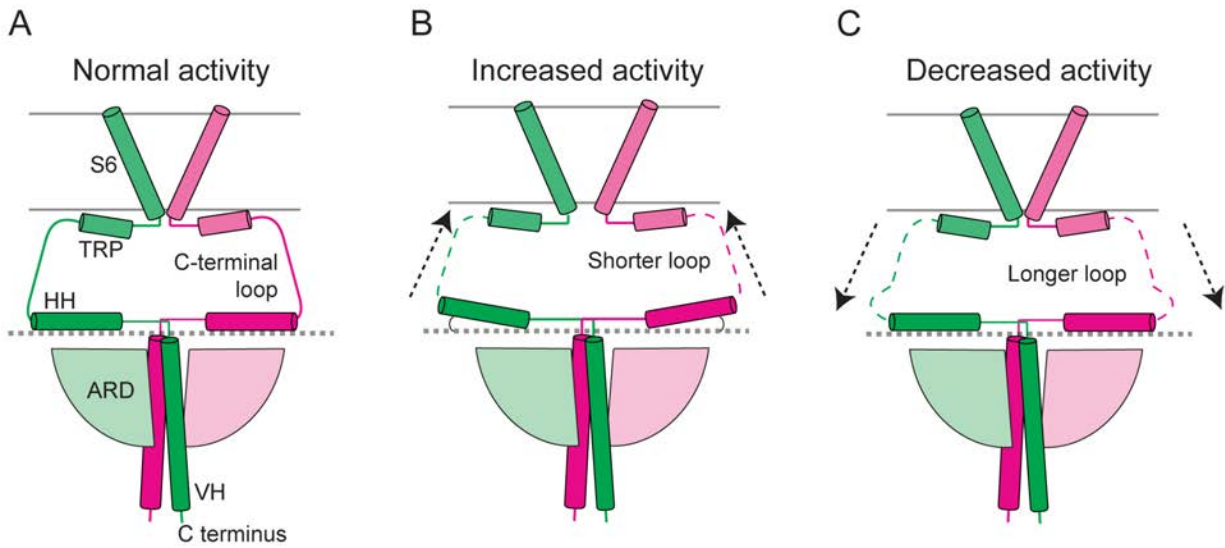 A
Normal activity
S6
TRP
C-terminal
loop
HH
ARD
VH
C terminus
B
Increased activity
Shorter loop
C
Decreased activity
Longer loop